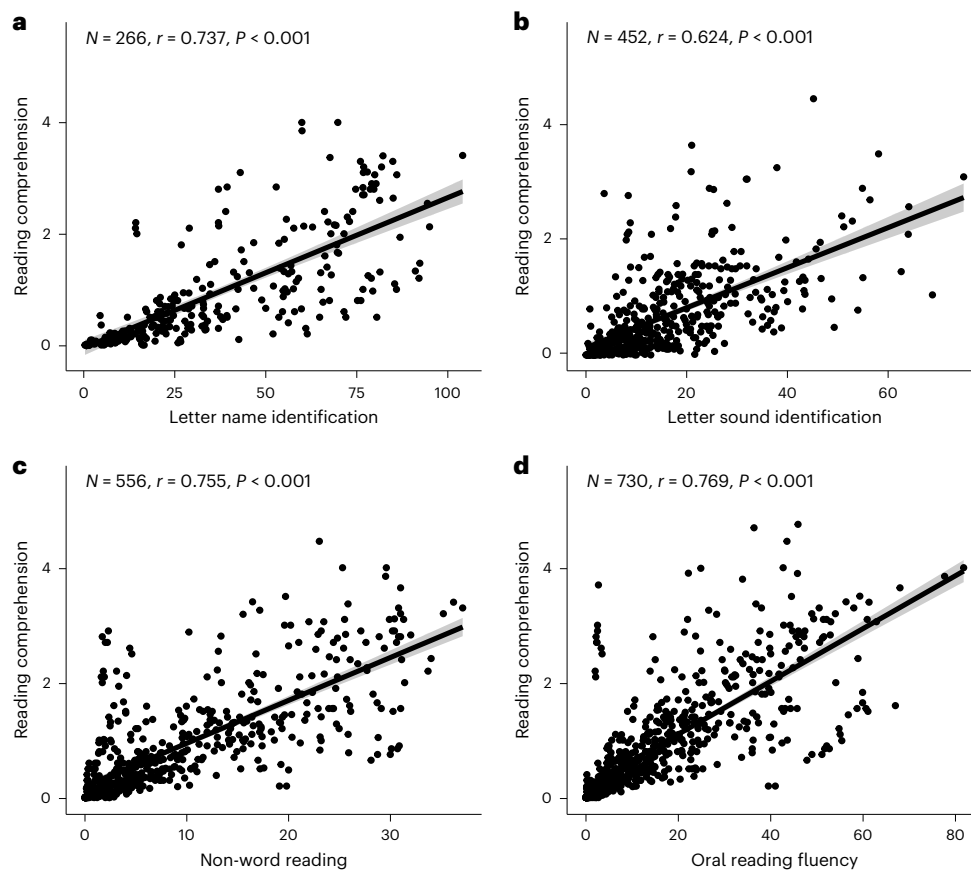 a
N = 266, r = 0.737, P < 0.001
Reading comprehension
4
2
0
0 25 50 75 100
Letter name identification
b
N = 452, r = 0.624, P < 0.001
Reading comprehension
4
2
0
0 20 40 60
Letter sound identification
c
N = 556, r = 0.755, P < 0.001
Reading comprehension
4
2
0
0 10 20 30
Non-word reading
d
N = 730, r = 0.769, P < 0.001
Reading comprehension
4
2
0
0 20 40 60 80
Oral reading fluency